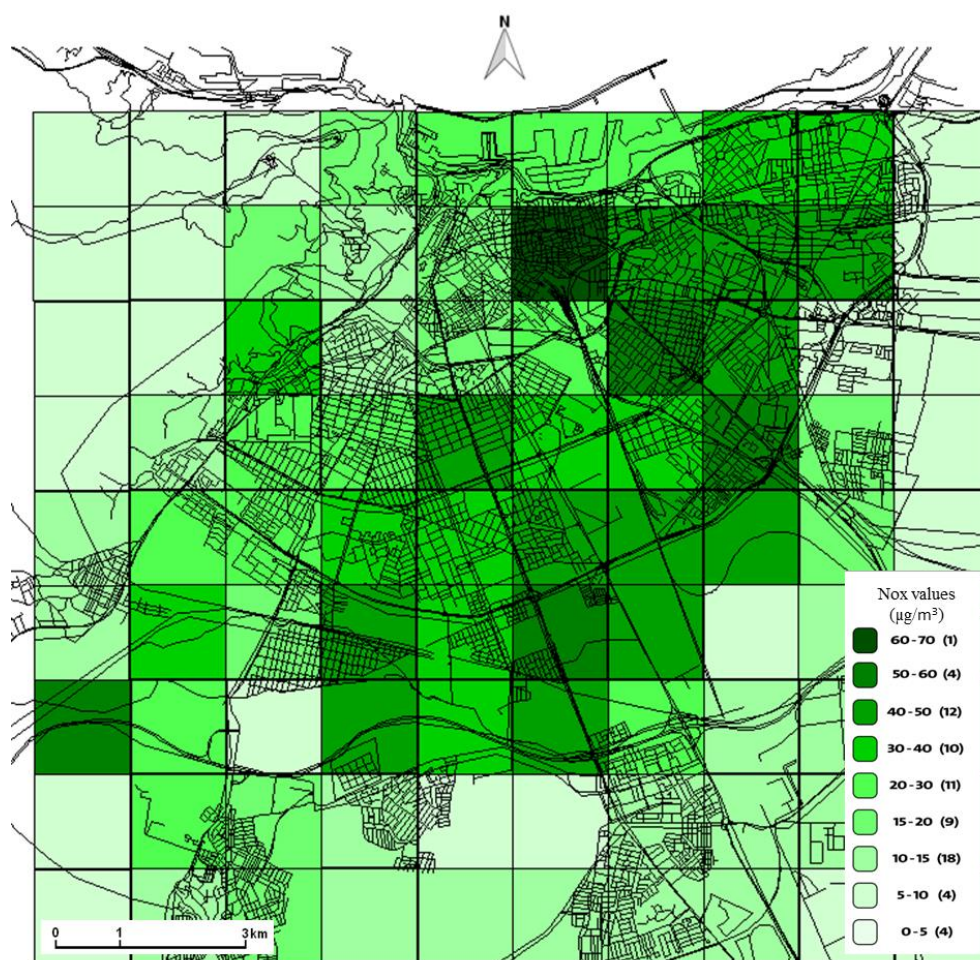 N
Nox values
(µg/m³)
60-70 (1)
50-60 (4)
40-50 (12)
30-40 (10)
20-30 (11)
15-20 (9)
10-15 (18)
5-10 (4)
0-5 (4)
0 1 3km